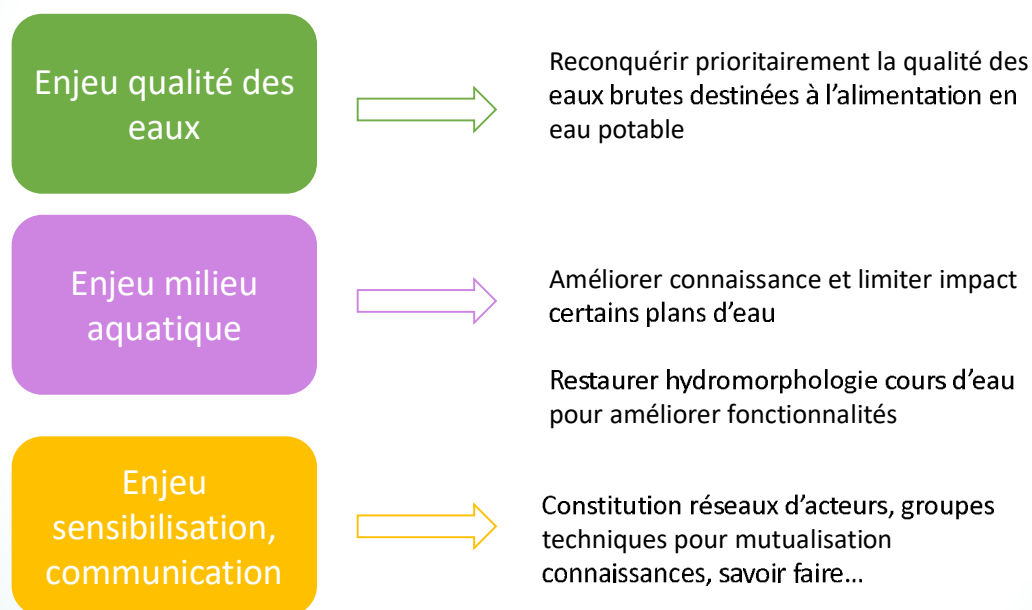 Enjeu qualité des
eaux
Reconquérir prioritairement la qualité des
eaux brutes destinées à l’alimentation en
eau potable
Enjeu milieu
aquatique
Améliorer connaissance et limiter impact
certains plans d’eau
Restaurer hydromorphologie cours d’eau
pour améliorer fonctionnalités
Enjeu
sensibilisation,
communication
Constitution réseaux d’acteurs, groupes
techniques pour mutualisation
connaissances, savoir faire…